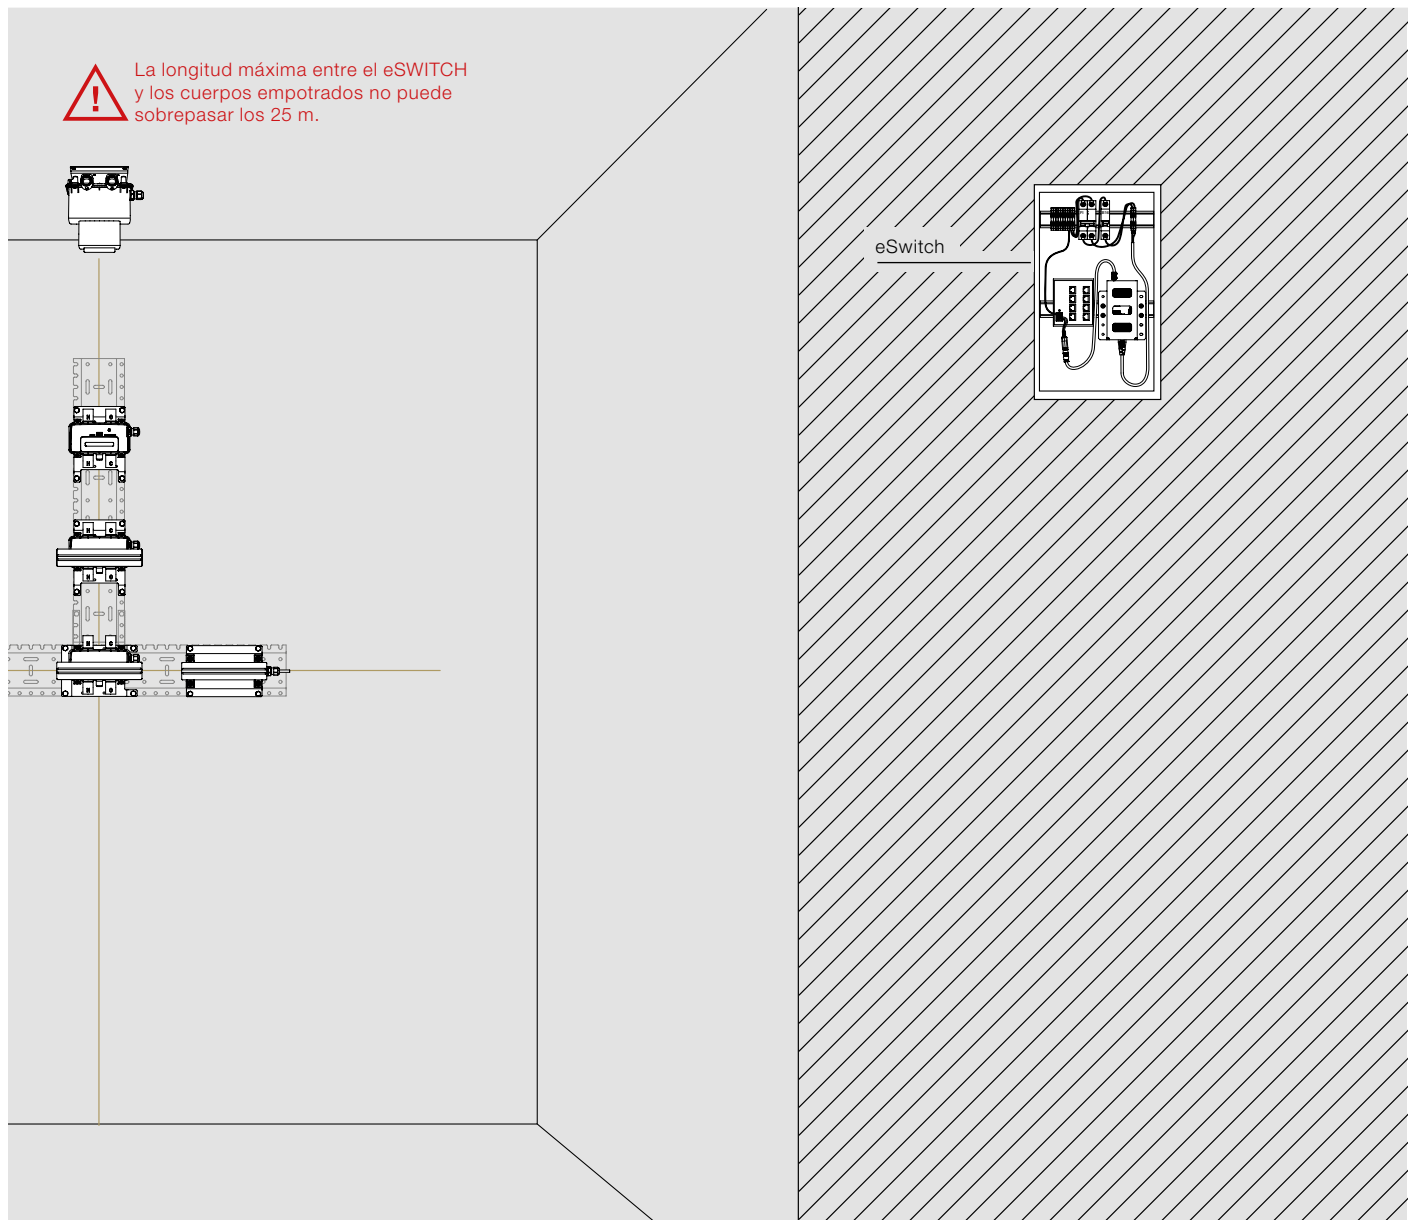 La longitud máxima entre el eSWITCH
y los cuerpos empotrados no puede
sobrepasar los 25 m.
eSwitch